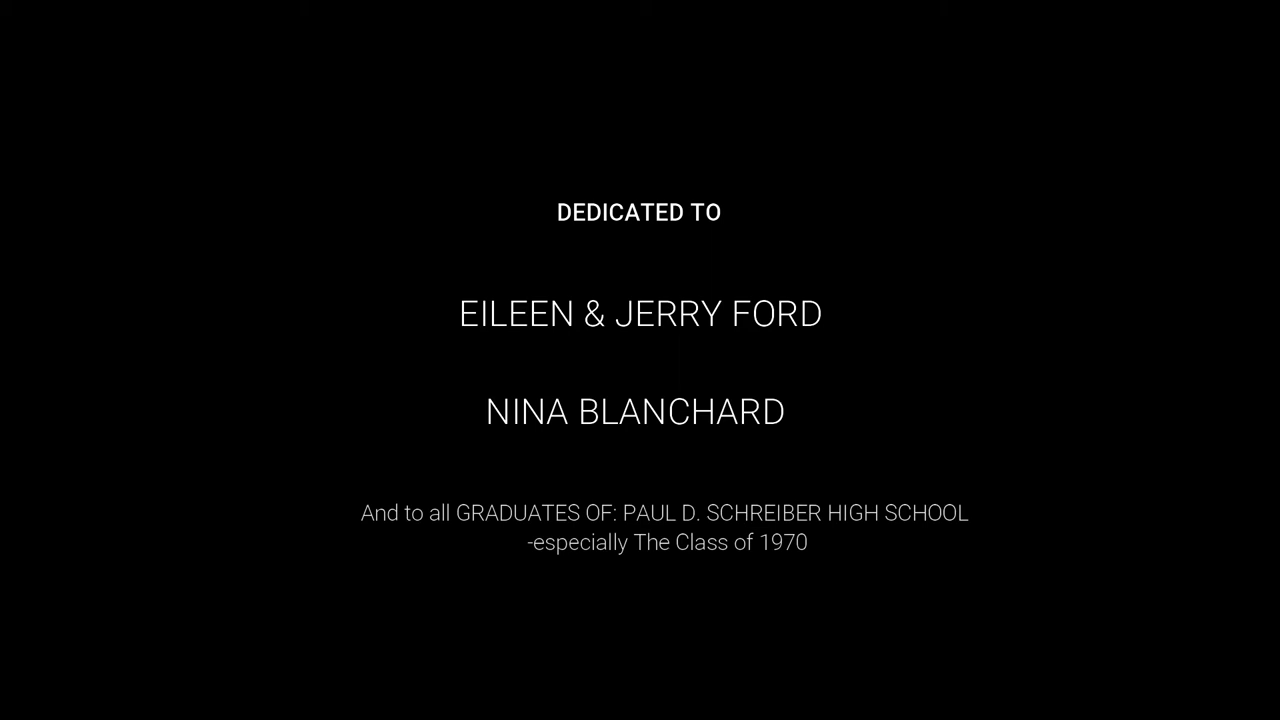 DEDICATED TO
EILEEN & JERRY FORD
NINA BLANCHARD
And to all GRADUATES OF: PAUL D. SCHREIBER HIGH SCHOOL
-especially The Class of 1970